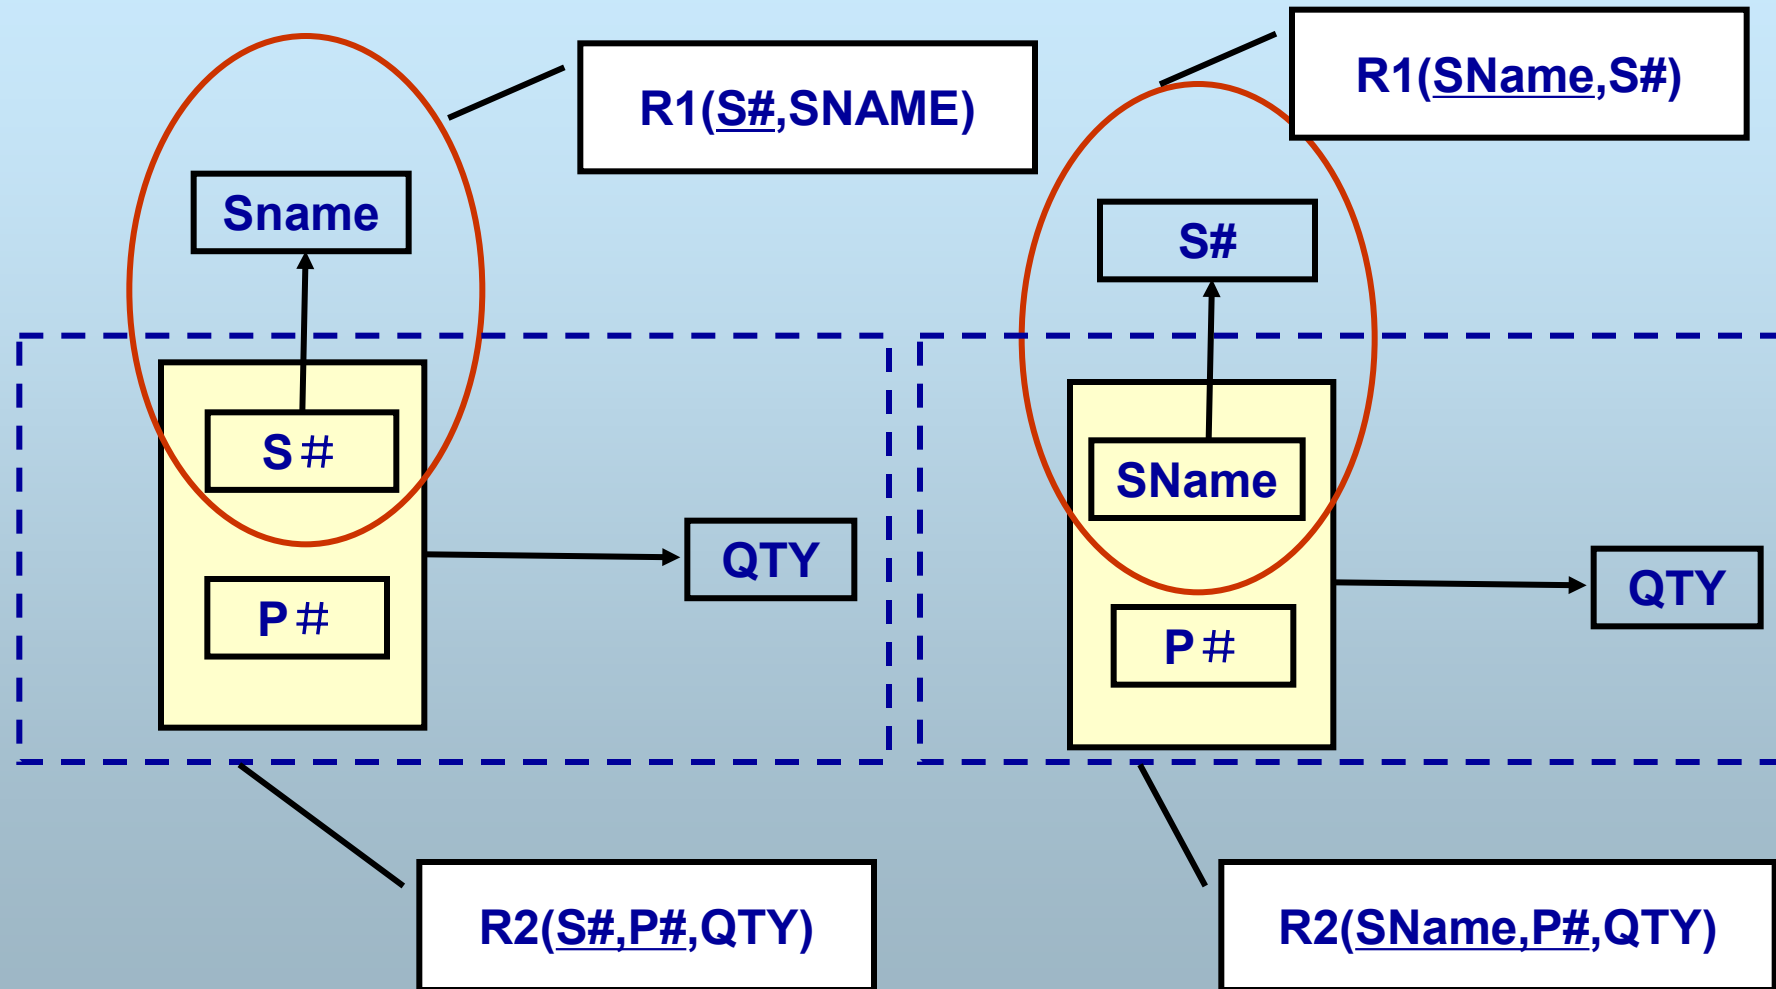 R1(S#,SNAME)
Sname
S＃
P＃
QTY
R2(S#,P#,QTY)
R1(SName,S#)
S#
SName
P＃
QTY
R2(SName,P#,QTY)